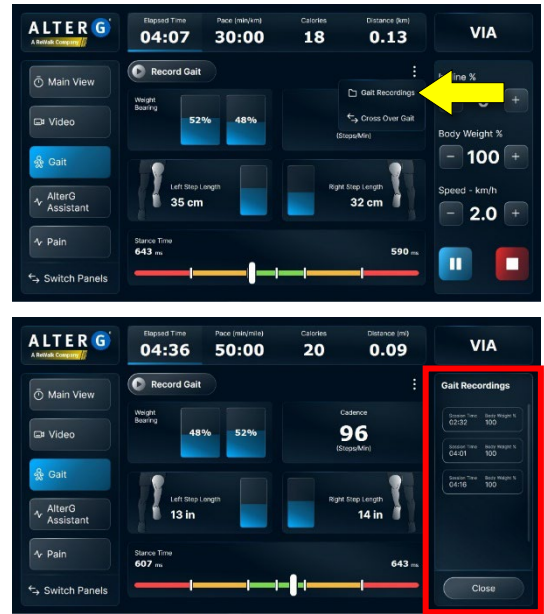 ALTER G
A ReWalk Company
Elapsed Time
04:07
Pace (min/km)
30:00
Calories
18
Distance (km)
0.13
VIA
Main View
Video
Gait
AlterG
Assistant
Pain
Switch Panels
Record Gait
Gait Recordings
Cross Over Gait
Weight
Bearing
52%
48%
(Steps/Min)
Left Step Length
35 cm
Right Step Length
32 cm
Stance Time
643 ms
590 ms
%
Body Weight %
- 100 +
Speed - km/h
- 2.0 +
ALTER G
A ReWalk Company
Elapsed Time
04:36
Pace (min/mile)
50:00
Calories
20
Distance (mi)
0.09
VIA
Main View
Video
Gait
AlterG
Assistant
Pain
Switch Panels
Record Gait
Weight
Bearing
48%
52%
Cadence
96
(Steps/Min)
Left Step Length
13 in
Right Step Length
14 in
Stance Time
607 ms
643 ms
Gait Recordings
Session Time Body Weight %
02:32 100
Session Time Body Weight %
04:01 100
Session Time Body Weight %
04:16 100
Close